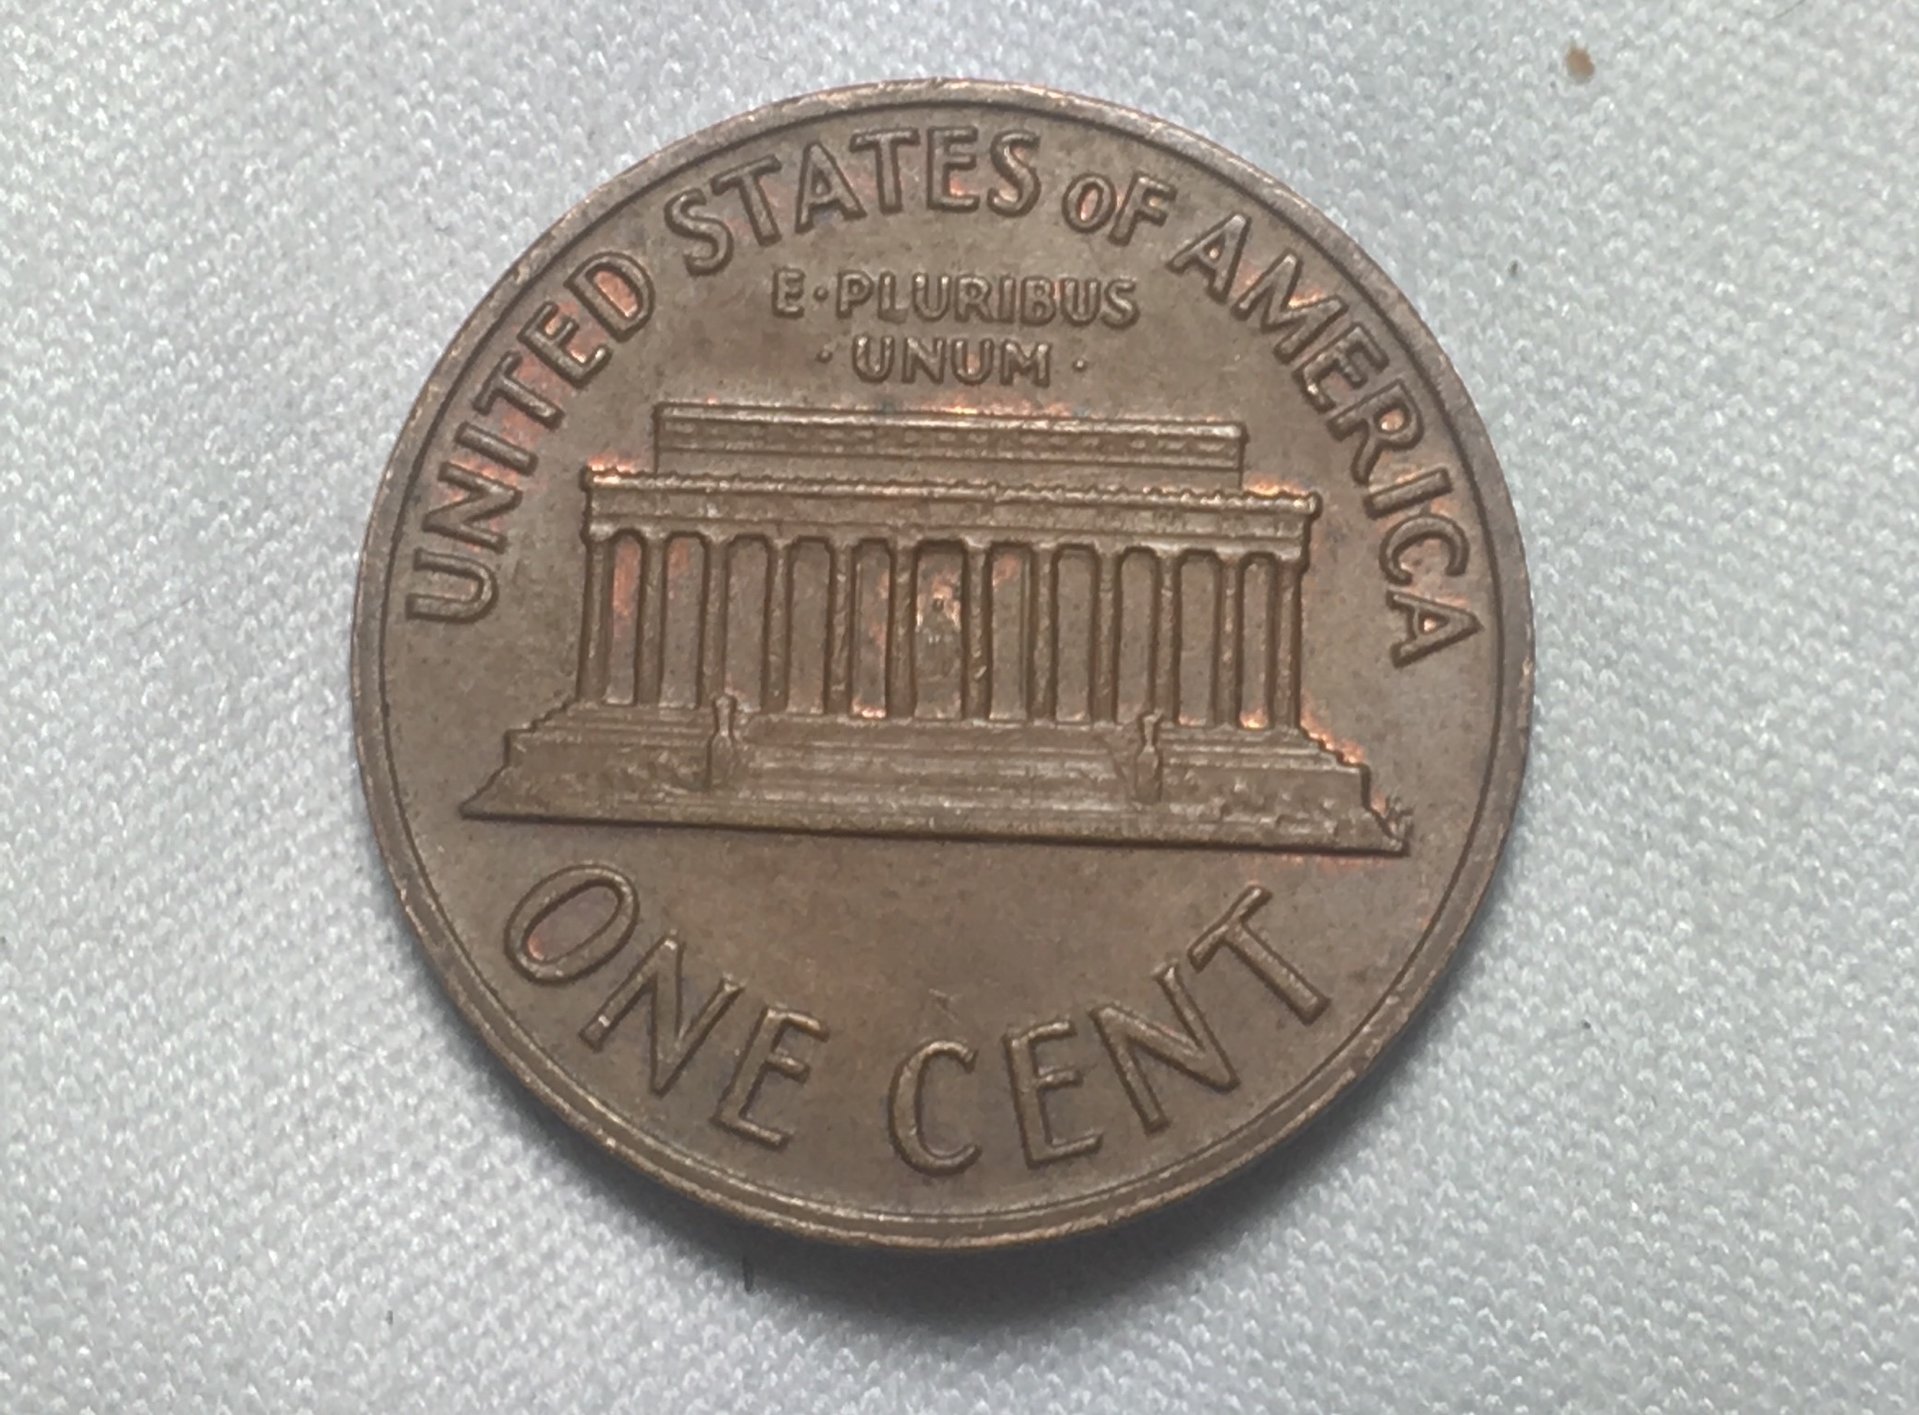 UNITED STATES OF AMERICA
E·PLURIBUS
·UNUM·
ONE CENT